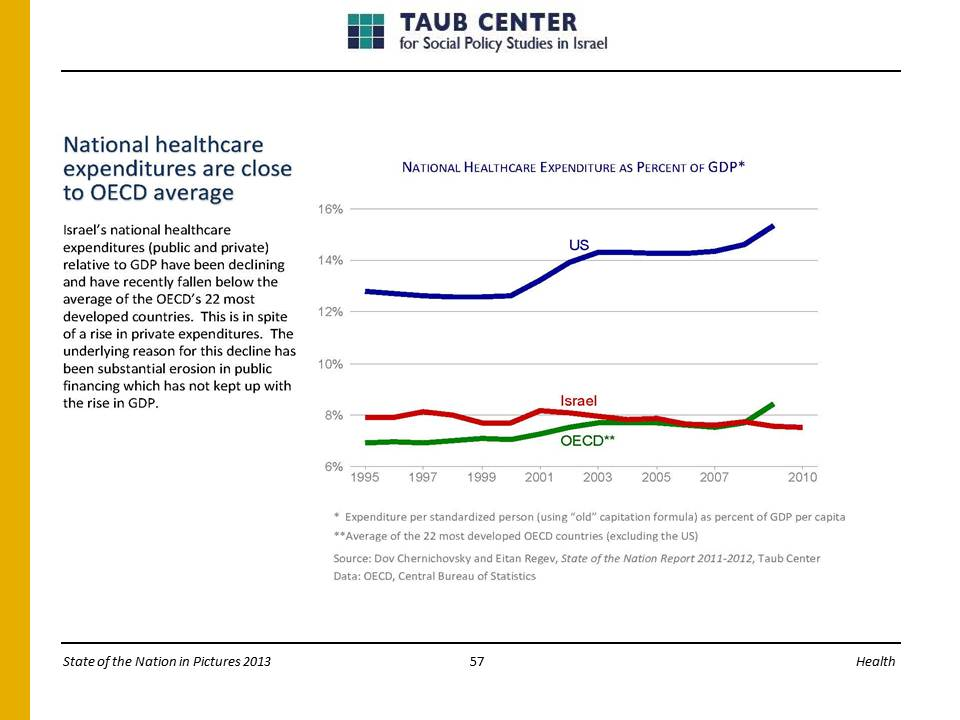 TAUB CENTER
for Social Policy Studies in Israel
National healthcare
expenditures are close
to OECD average
Israel's national healthcare
expenditures (public and private)
relative to GDP have been declining
and have recently fallen below the
average of the OECD's 22 most
developed countries.  This is in spite
of a rise in private expenditures.  The
underlying reason for this decline has
been substantial erosion in public
financing which has not kept up with
the rise in GDP.
NATIONAL HEALTHCARE EXPENDITURE AS PERCENT OF GDP*
16%
14%
12%
10%
8%
6%
US
Israel
OECD**
1995 1997 1999 2001 2003 2005 2007 2010
*  Expenditure per standardized person (using "old" capitation formula) as percent of GDP per capita
**Average of the 22 most developed OECD countries (excluding the US)
Source: Dov Chernichovsky and Eitan Regev, State of the Nation Report 2011-2012, Taub Center
Data: OECD, Central Bureau of Statistics
State of the Nation in Pictures 2013 57 Health